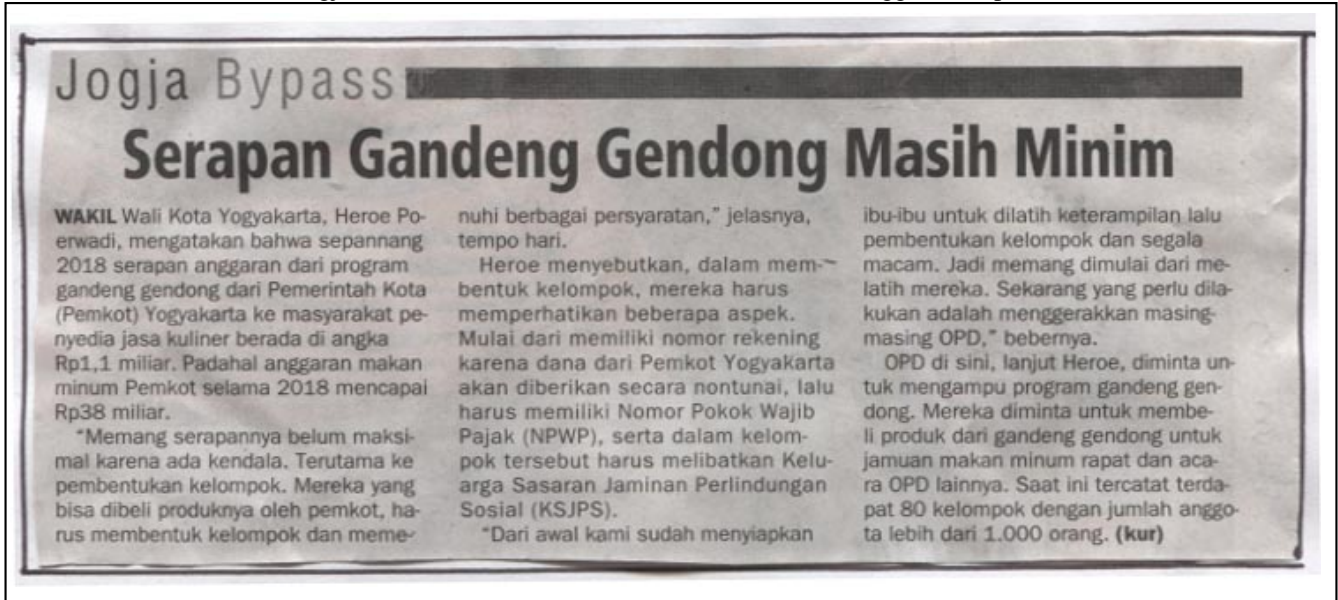 Jogja Bypass
Serapan Gandeng Gendong Masih Minim
WAKIL Wali Kota Yogyakarta, Heroe Po-
erwadi, mengatakan bahwa sepannang
2018 serapan anggaran dari program
gandeng gendong dari Pemerintah Kota
(Pemkot) Yogyakarta ke masyarakat pe-
nyedia jasa kuliner berada di angka
Rp1,1 miliar. Padahal anggaran makan
minum Pemkot selama 2018 mencapai
Rp38 miliar.
"Memang serapannya belum maksi-
mal karena ada kendala. Terutama ke
pembentukan kelompok. Mereka yang
bisa dibeli produknya oleh pemkot, ha-
rus membentuk kelompok dan meme-
nuhi berbagai persyaratan," jelasnya,
tempo hari.
Heroe menyebutkan, dalam mem-
bentuk kelompok, mereka harus
memperhatikan beberapa aspek.
Mulai dari memiliki nomor rekening
karena dana dari Pemkot Yogyakarta
akan diberikan secara nontunai, lalu
harus memiliki Nomor Pokok Wajib
Pajak (NPWP), serta dalam kelom-
pok tersebut harus melibatkan Kelu-
arga Sasaran Jaminan Perlindungan
Sosial (KSJPS).
"Dari awal kami sudah menyiapkan
ibu-ibu untuk dilatih keterampilan lalu
pembentukan kelompok dan segala
macam. Jadi memang dimulai dari me-
latih mereka. Sekarang yang perlu dila-
kukan adalah menggerakkan masing-
masing OPD," bebernya.
OPD di sini, lanjut Heroe, diminta un-
tuk mengampu program gandeng gen-
dong. Mereka diminta untuk membe-
li produk dari gandeng gendong untuk
jamuan makan minum rapat dan aca-
ra OPD lainnya. Saat ini tercatat terda-
pat 80 kelompok dengan jumlah anggo-
ta lebih dari 1.000 orang. (kur)